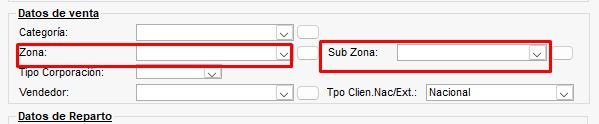 Datos de venta
Categoría:
Zona: Sub Zona:
Tipo Corporación:
Vendedor: Tpo Clien.Nac/Ext.: Nacional
Datos de Reparto